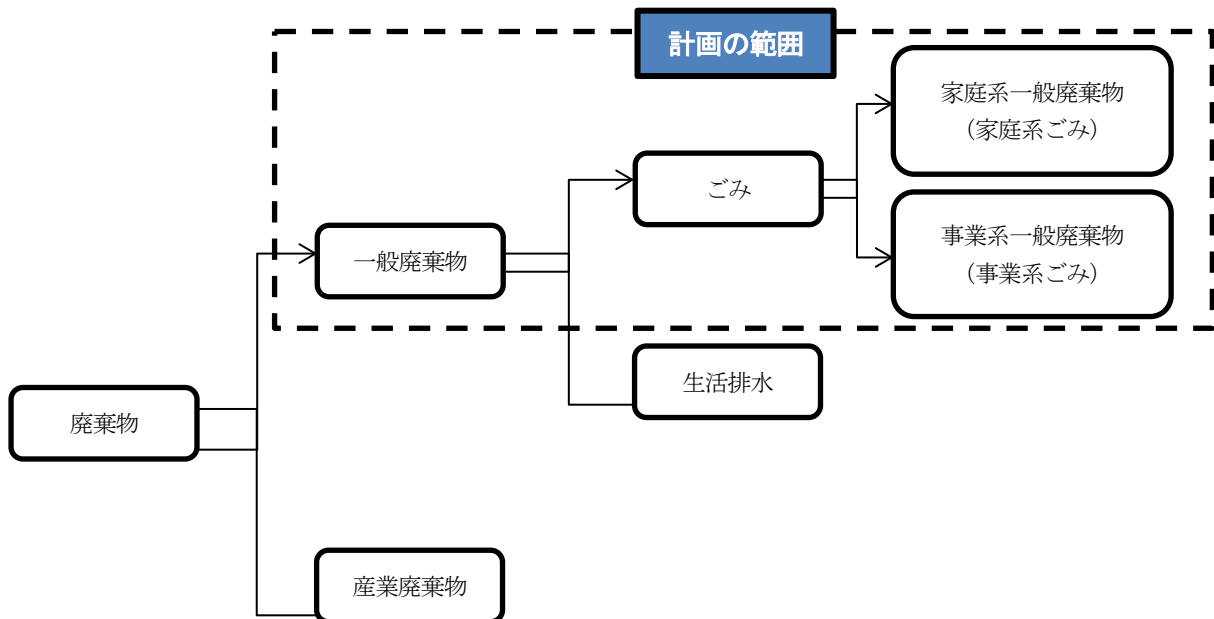 計画の範囲
家庭系一般廃棄物
（家庭系ごみ）
ごみ
事業系一般廃棄物
（事業系ごみ）
一般廃棄物
生活排水
廃棄物
産業廃棄物